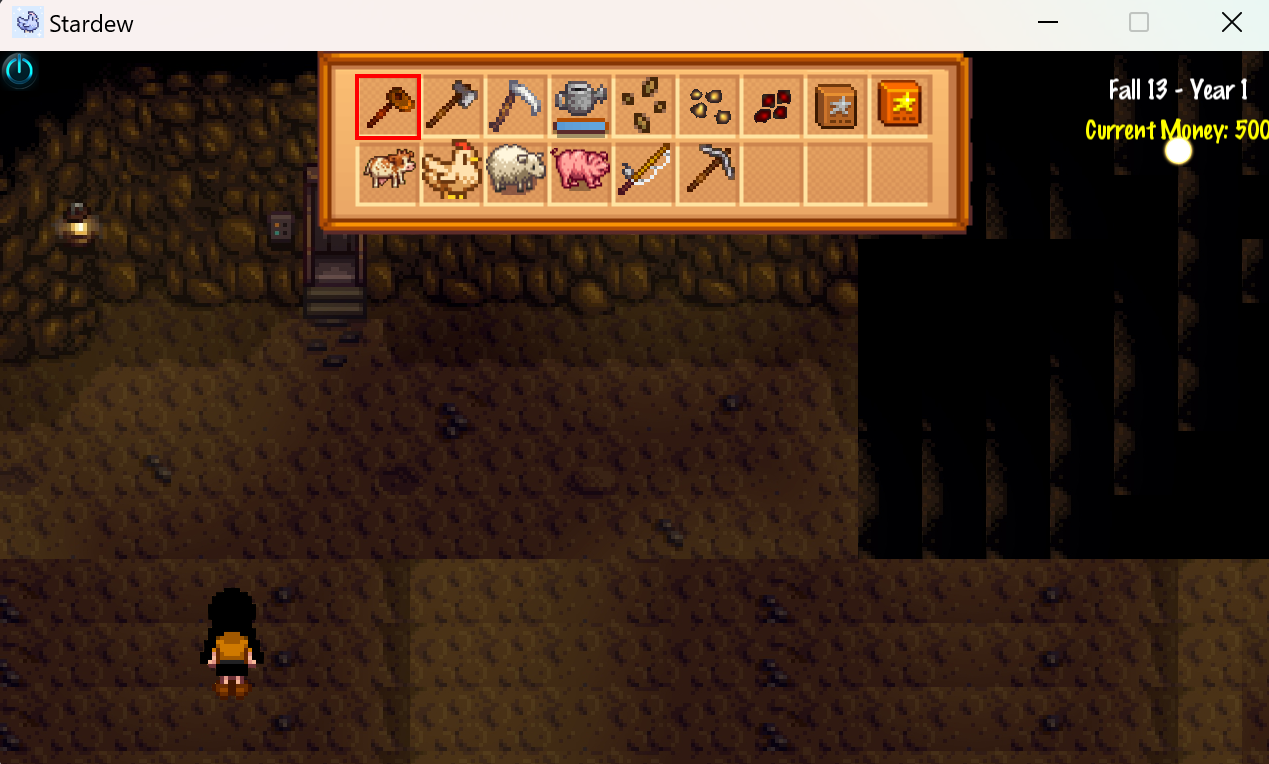 Stardew
Fall 13 - Year 1
Current Money: 500